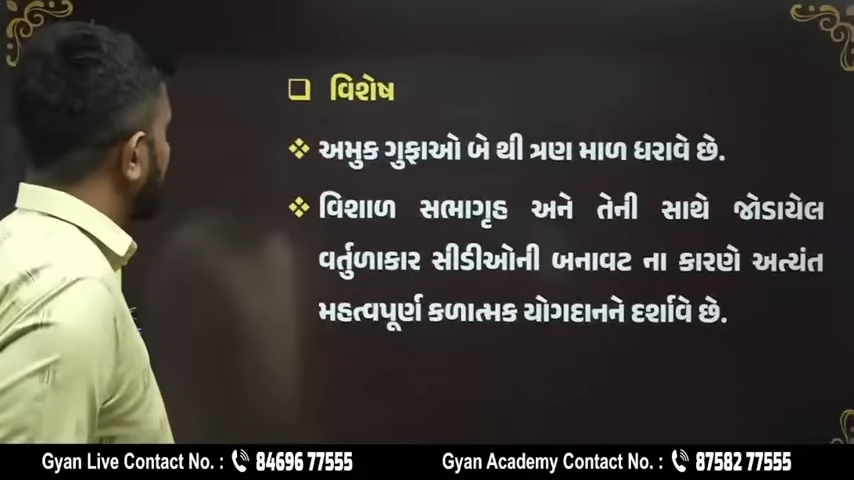 વિશેષ
અમુક ગુફાઓ બે થી ત્રણ માળ ધરાવે છે.
વિશાળ સભાગૃહ અને તેની સાથે જોડાયેલ
વર્તુળાકાર સીડીઓની બનાવટ ના કારણે અત્યંત
મહત્વપૂર્ણ કળાત્મક યોગદાનને દર્શાવે છે.
Gyan Live Contact No. : 84696 77555 Gyan Academy Contact No. : 87582 77555